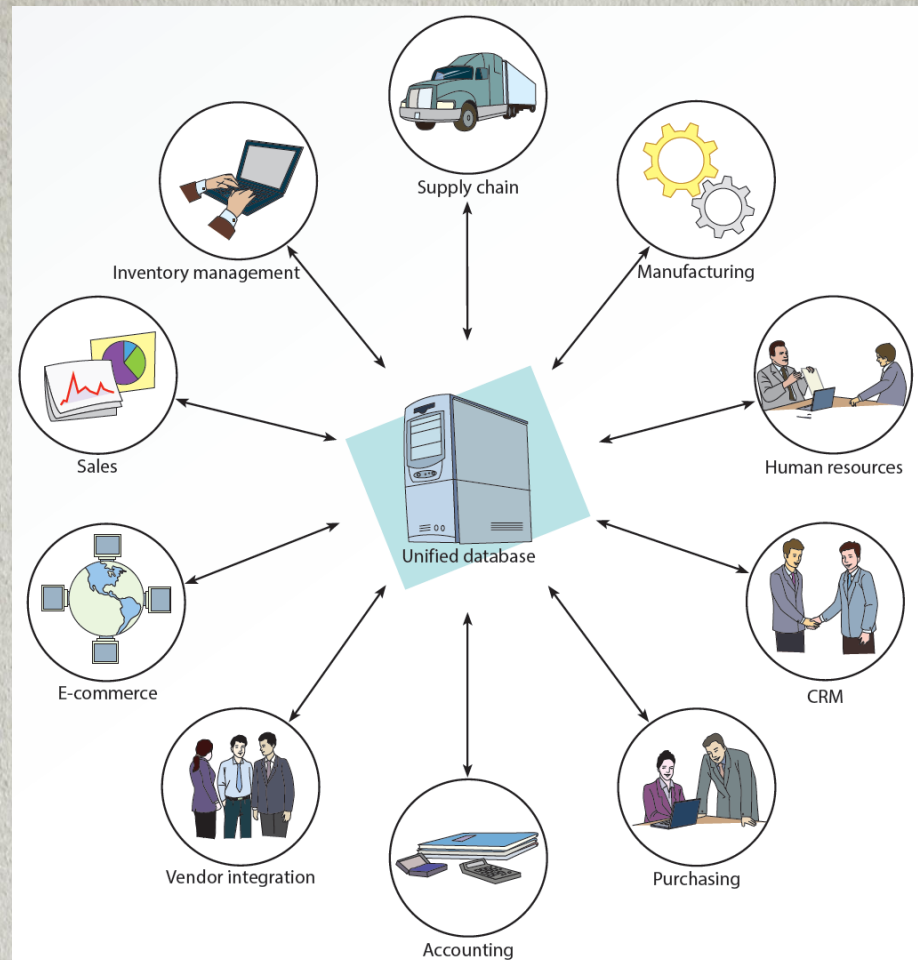 Supply chain
Inventory management
Manufacturing
Sales
Human resources
Unified database
E-commerce
CRM
Vendor integration
Purchasing
Accounting